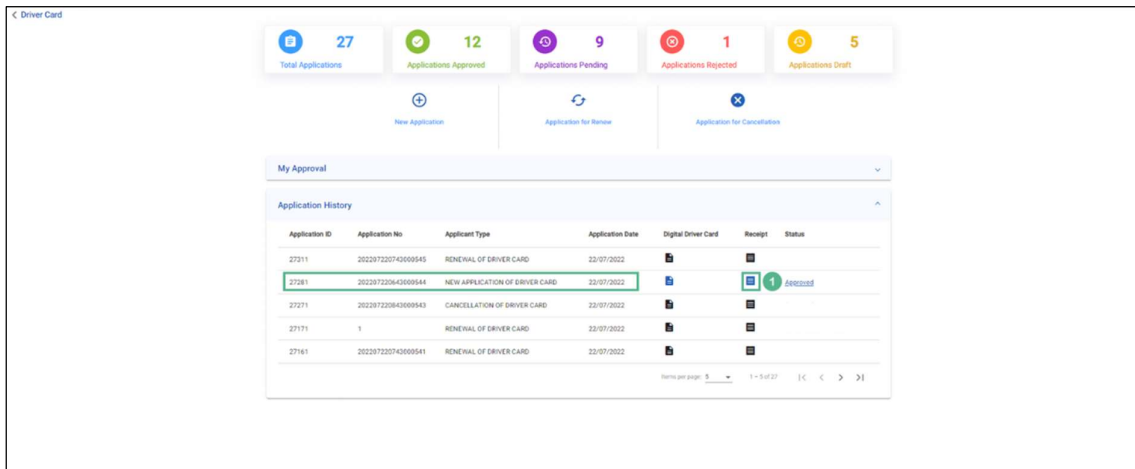 Driver Card
27 12 9 1 5
Total Applications Applications Approved Applications Pending Applications Rejected Applications Draft
New Application Application for Renew Application for Cancellation
My Approval
Application History
Application ID Application No Applicant Type Application Date Digital Driver Card Receipt Status
27311 202207220743000545 RENEWAL OF DRIVER CARD 22/07/2022
27281 202207220643000544 NEW APPLICATION OF DRIVER CARD 22/07/2022 1 Approved
27271 202207220843000543 CANCELLATION OF DRIVER CARD 22/07/2022
27171 1 RENEWAL OF DRIVER CARD 22/07/2022
27161 202207220743000541 RENEWAL OF DRIVER CARD 22/07/2022
Items per page: 5 1 – 5 of 27